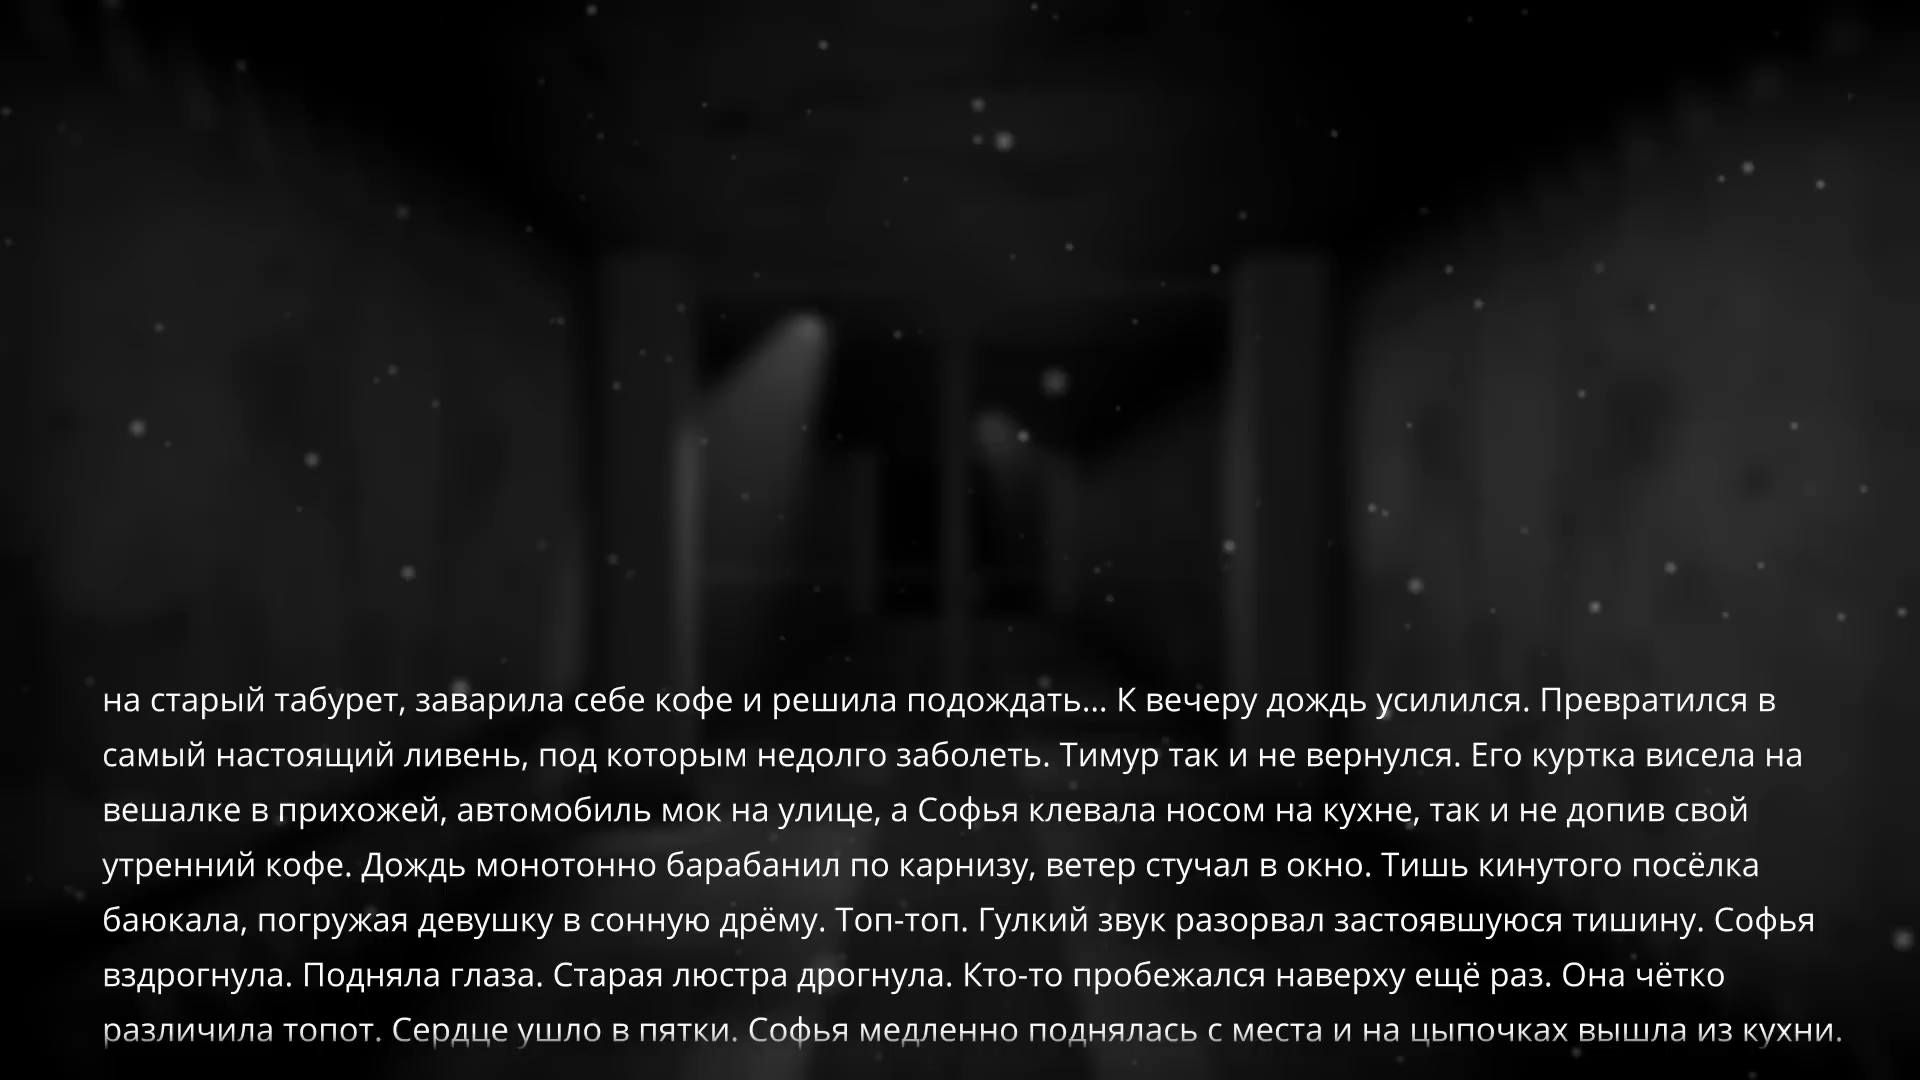 на старый табурет, заварила себе кофе и решила подождать... К вечеру дождь усилился. Превратился в
самый настоящий ливень, под которым недолго заболеть. Тимур так и не вернулся. Его куртка висела на
вешалке в прихожей, автомобиль мок на улице, а Софья клевала носом на кухне, так и не допив свой
утренний кофе. Дождь монотонно барабанил по карнизу, ветер стучал в окно. Тишь кинутого посёлка
баюкала, погружая девушку в сонную дрёму. Топ-топ. Гулкий звук разорвал застоявшуюся тишину. Софья
вздрогнула. Подняла глаза. Старая люстра дрогнула. Кто-то пробежался наверху ещё раз. Она чётко
различила топот. Сердце ушло в пятки. Софья медленно поднялась с места и на цыпочках вышла из кухни.